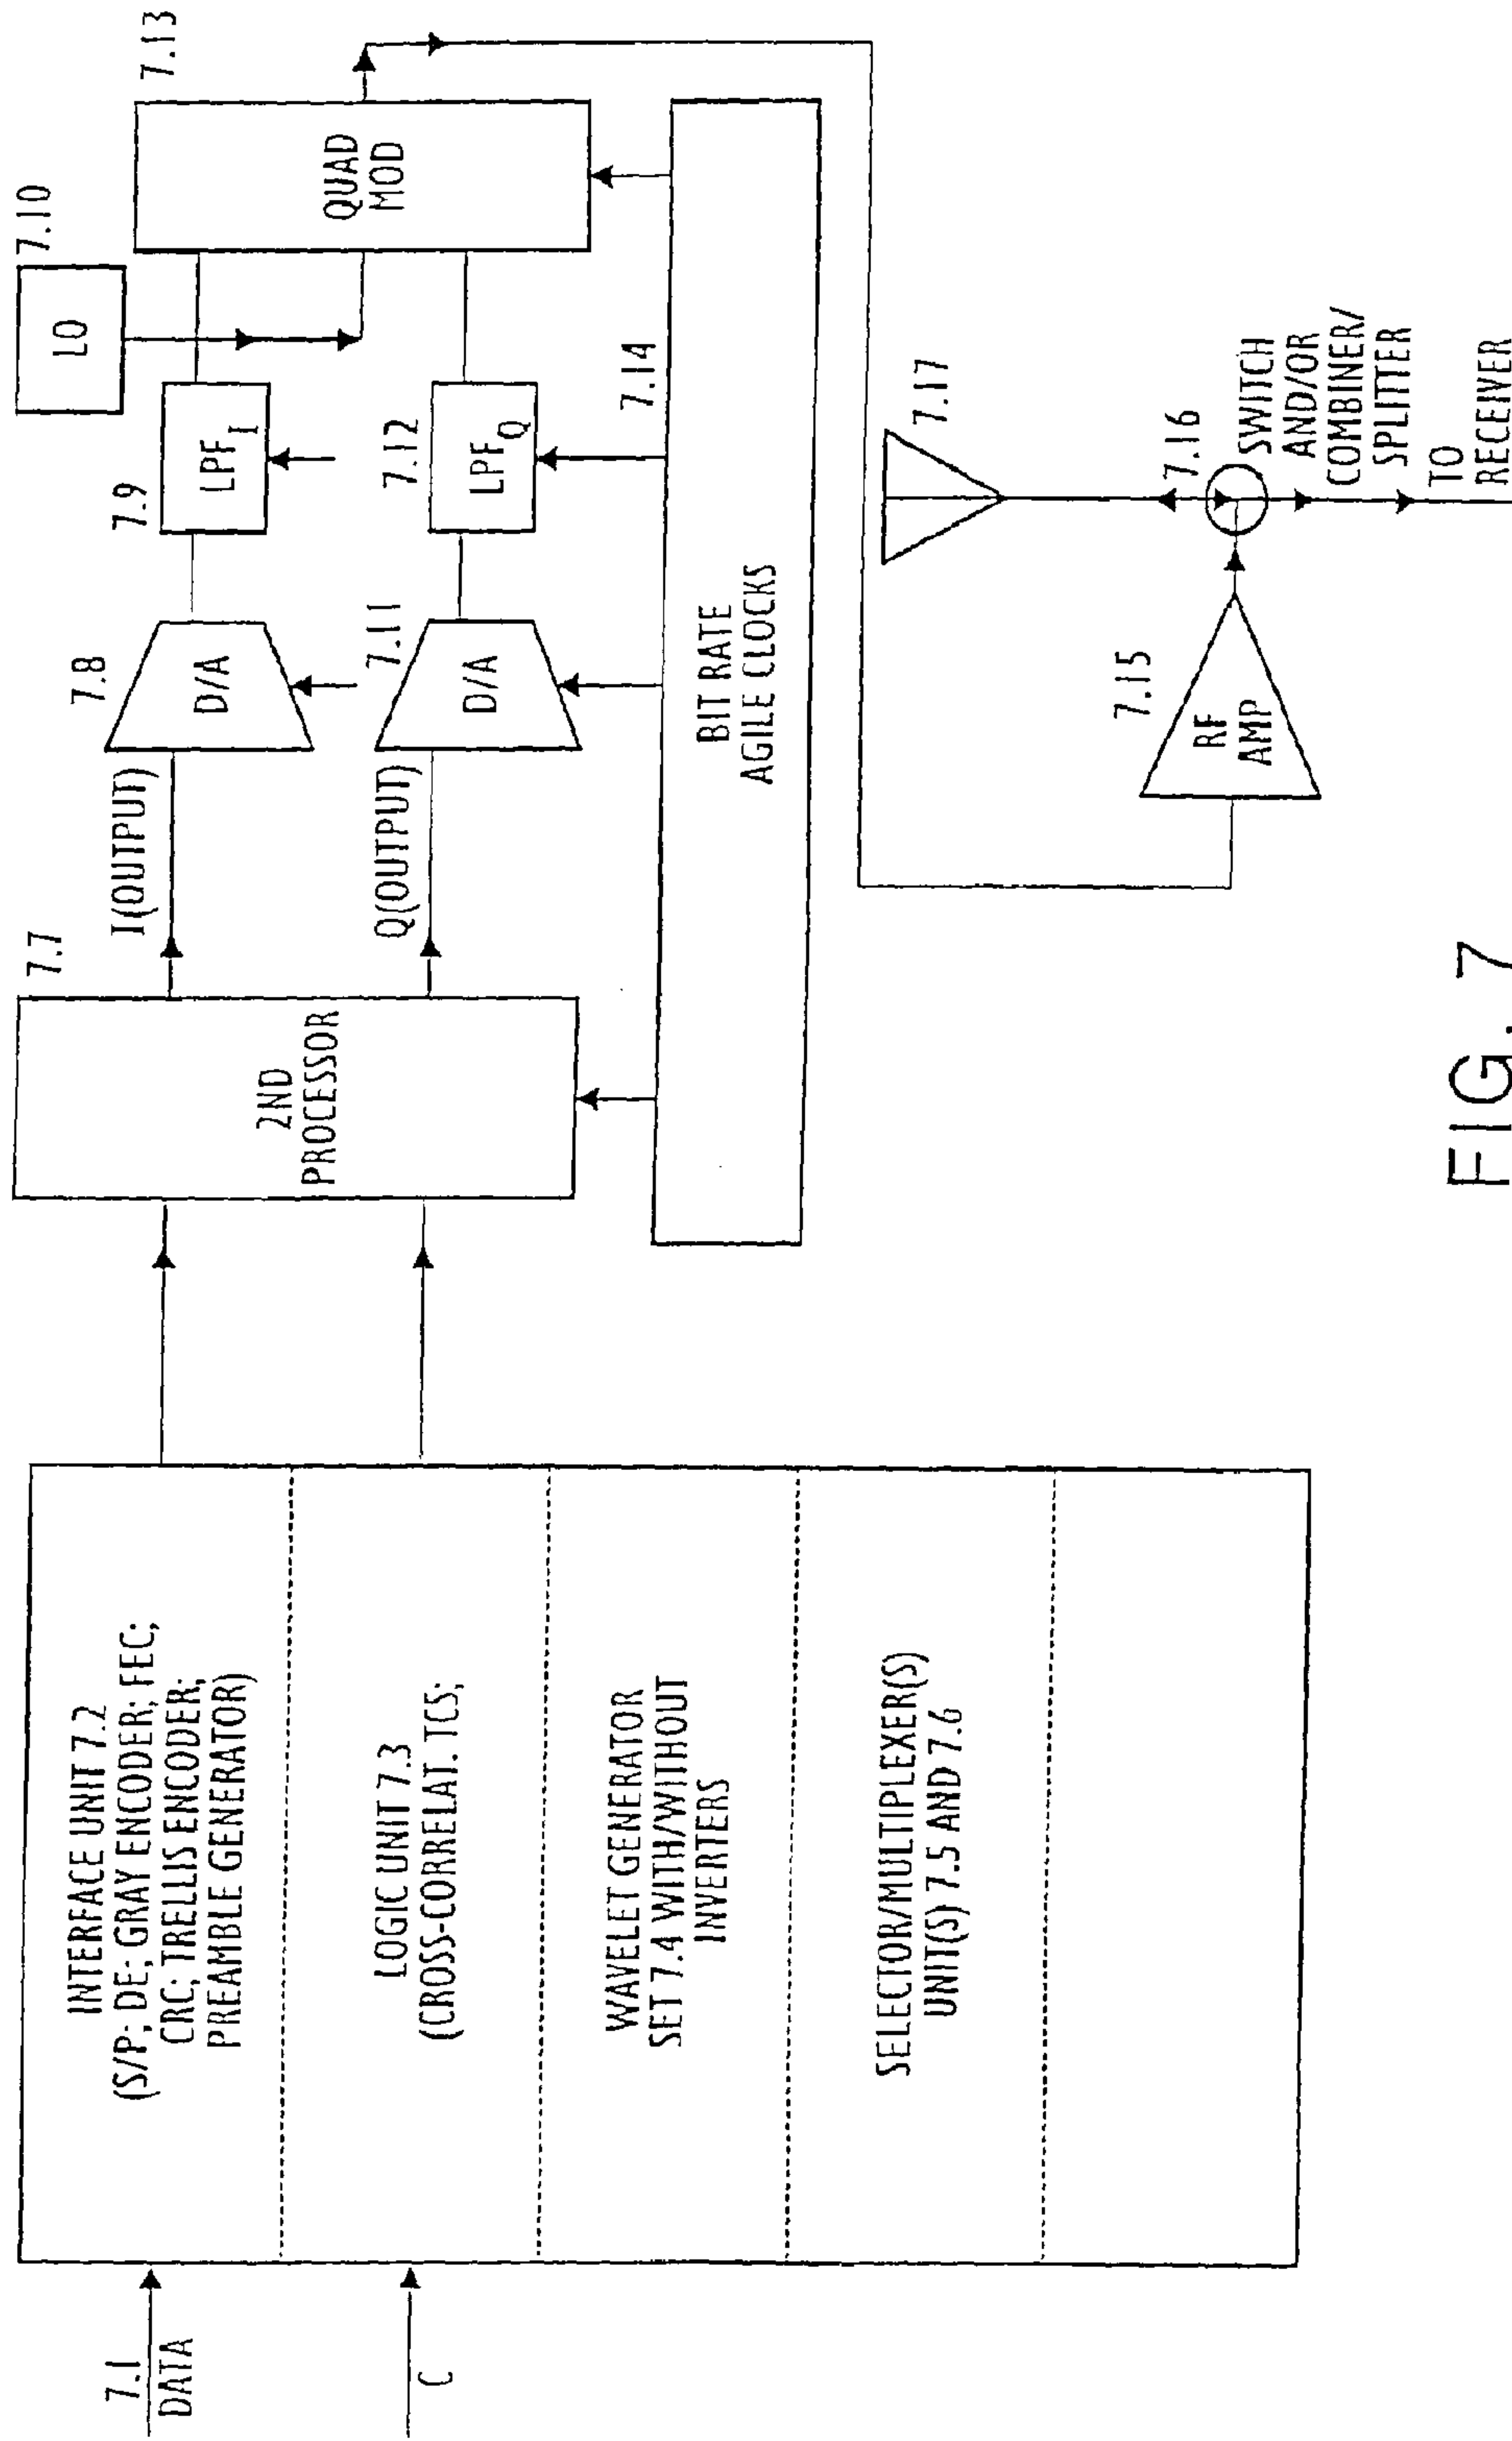 7.1
DATA
C
INTERFACE UNIT 7.2
(S/P; DE; GRAY ENCODER; FEC;
CRC; TRELLIS ENCODER;
PREAMBLE GENERATOR)
LOGIC UNIT 7.3
(CROSS-CORRELAT. TCS;
WAVELET GENERATOR
SET 7.4 WITH/WITHOUT
INVERTERS
SELECTOR/MULTIPLEXER(S)
UNIT(S) 7.5 AND 7.6
7.7
2ND
PROCESSOR
I(OUTPUT)
Q(OUTPUT)
7.8
D/A
7.11
D/A
7.9
LPF I
7.12
LPF Q
7.10
LO
7.13
QUAD
MOD
7.14
BIT RATE
AGILE CLOCKS
7.15
RF
AMP
7.16
7.17
SWITCH
AND/OR
COMBINER/
SPLITTER
TO
RECEIVER
FIG. 7